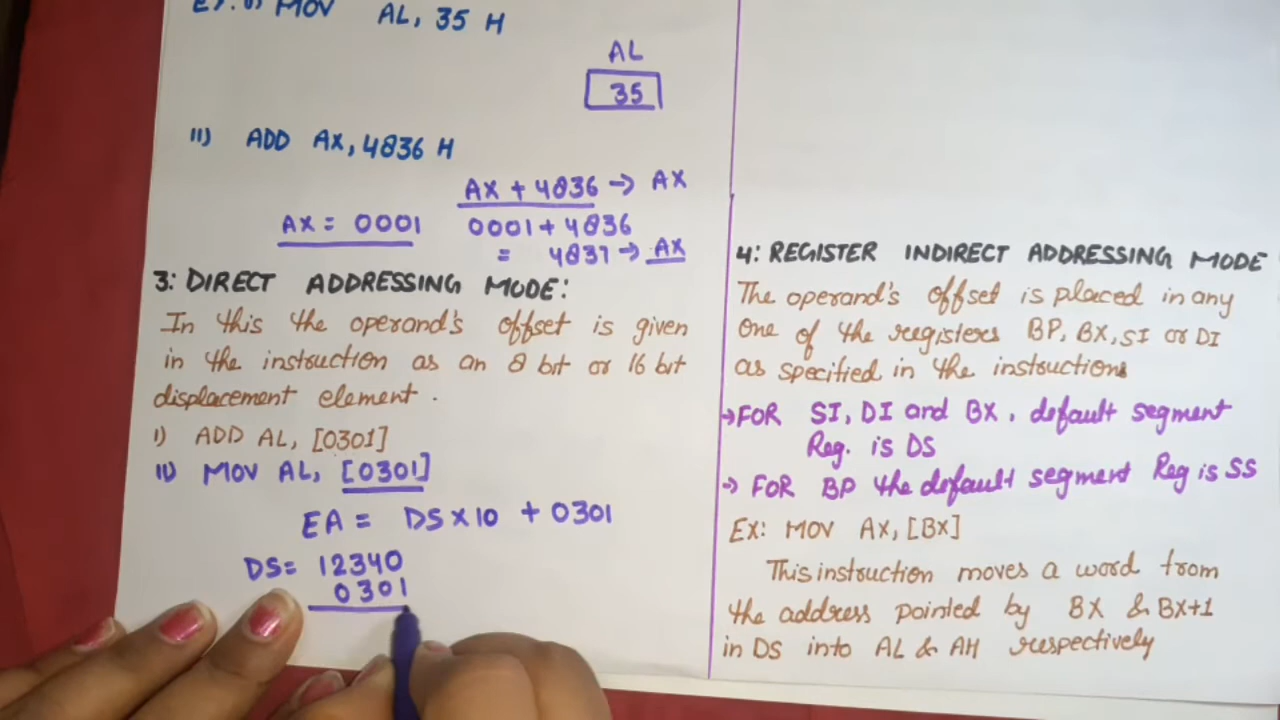 EX: i) MOV AL, 35 H
AL
35
ii) ADD AX, 4836 H
AX + 4836 → AX
AX = 0001 0001 + 4836
= 4837 → AX
3: DIRECT ADDRESSING MODE:
In this the operand's offset is given
in the instruction as an 8 bit or 16 bit
displacement element.
i) ADD AL, [0301]
ii) MOV AL, [0301]
EA = DS×10 + 0301
DS = 12340
0301
4: REGISTER INDIRECT ADDRESSING MODE
The operand's offset is placed in any
one of the registers BP, BX, SI or DI
as specified in the instructions
→ FOR SI, DI and BX, default segment
Reg. is DS
→ FOR BP the default segment Reg is SS
EX: MOV AX, [BX]
This instruction moves a word from
the address pointed by BX & BX+1
in DS into AL & AH respectively